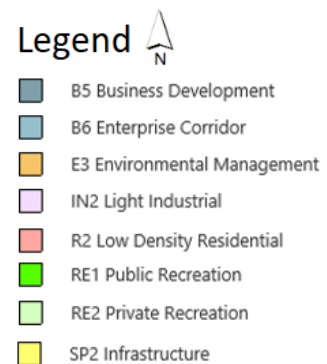 Legend
N
B5 Business Development
B6 Enterprise Corridor
E3 Environmental Management
IN2 Light Industrial
R2 Low Density Residential
RE1 Public Recreation
RE2 Private Recreation
SP2 Infrastructure